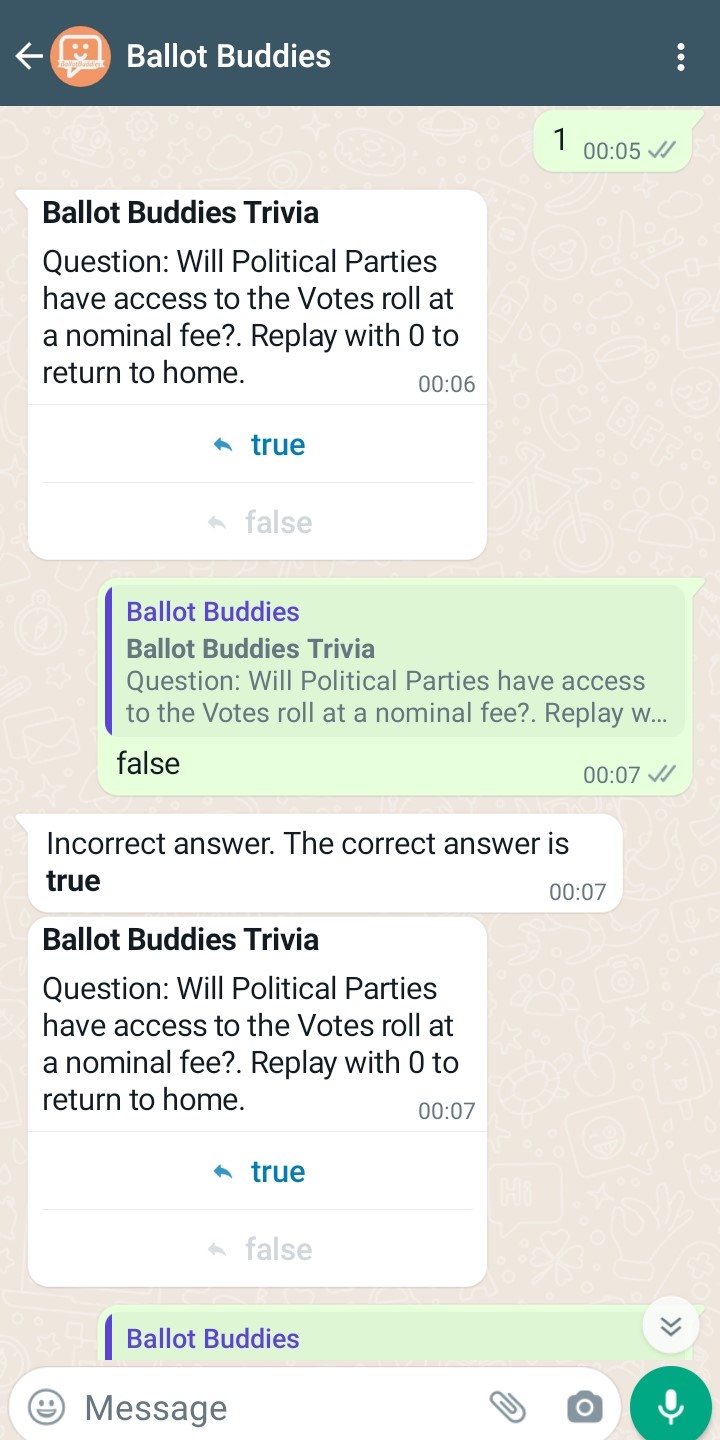 Ballot Buddies
1 00:05
Ballot Buddies Trivia
Question: Will Political Parties
have access to the Votes roll at
a nominal fee?. Replay with 0 to
return to home.
00:06
true
false
Ballot Buddies
Ballot Buddies Trivia
Question: Will Political Parties have access
to the Votes roll at a nominal fee?. Replay w...
false
00:07
Incorrect answer. The correct answer is
true
00:07
Ballot Buddies Trivia
Question: Will Political Parties
have access to the Votes roll at
a nominal fee?. Replay with 0 to
return to home.
00:07
true
false
Ballot Buddies
Message